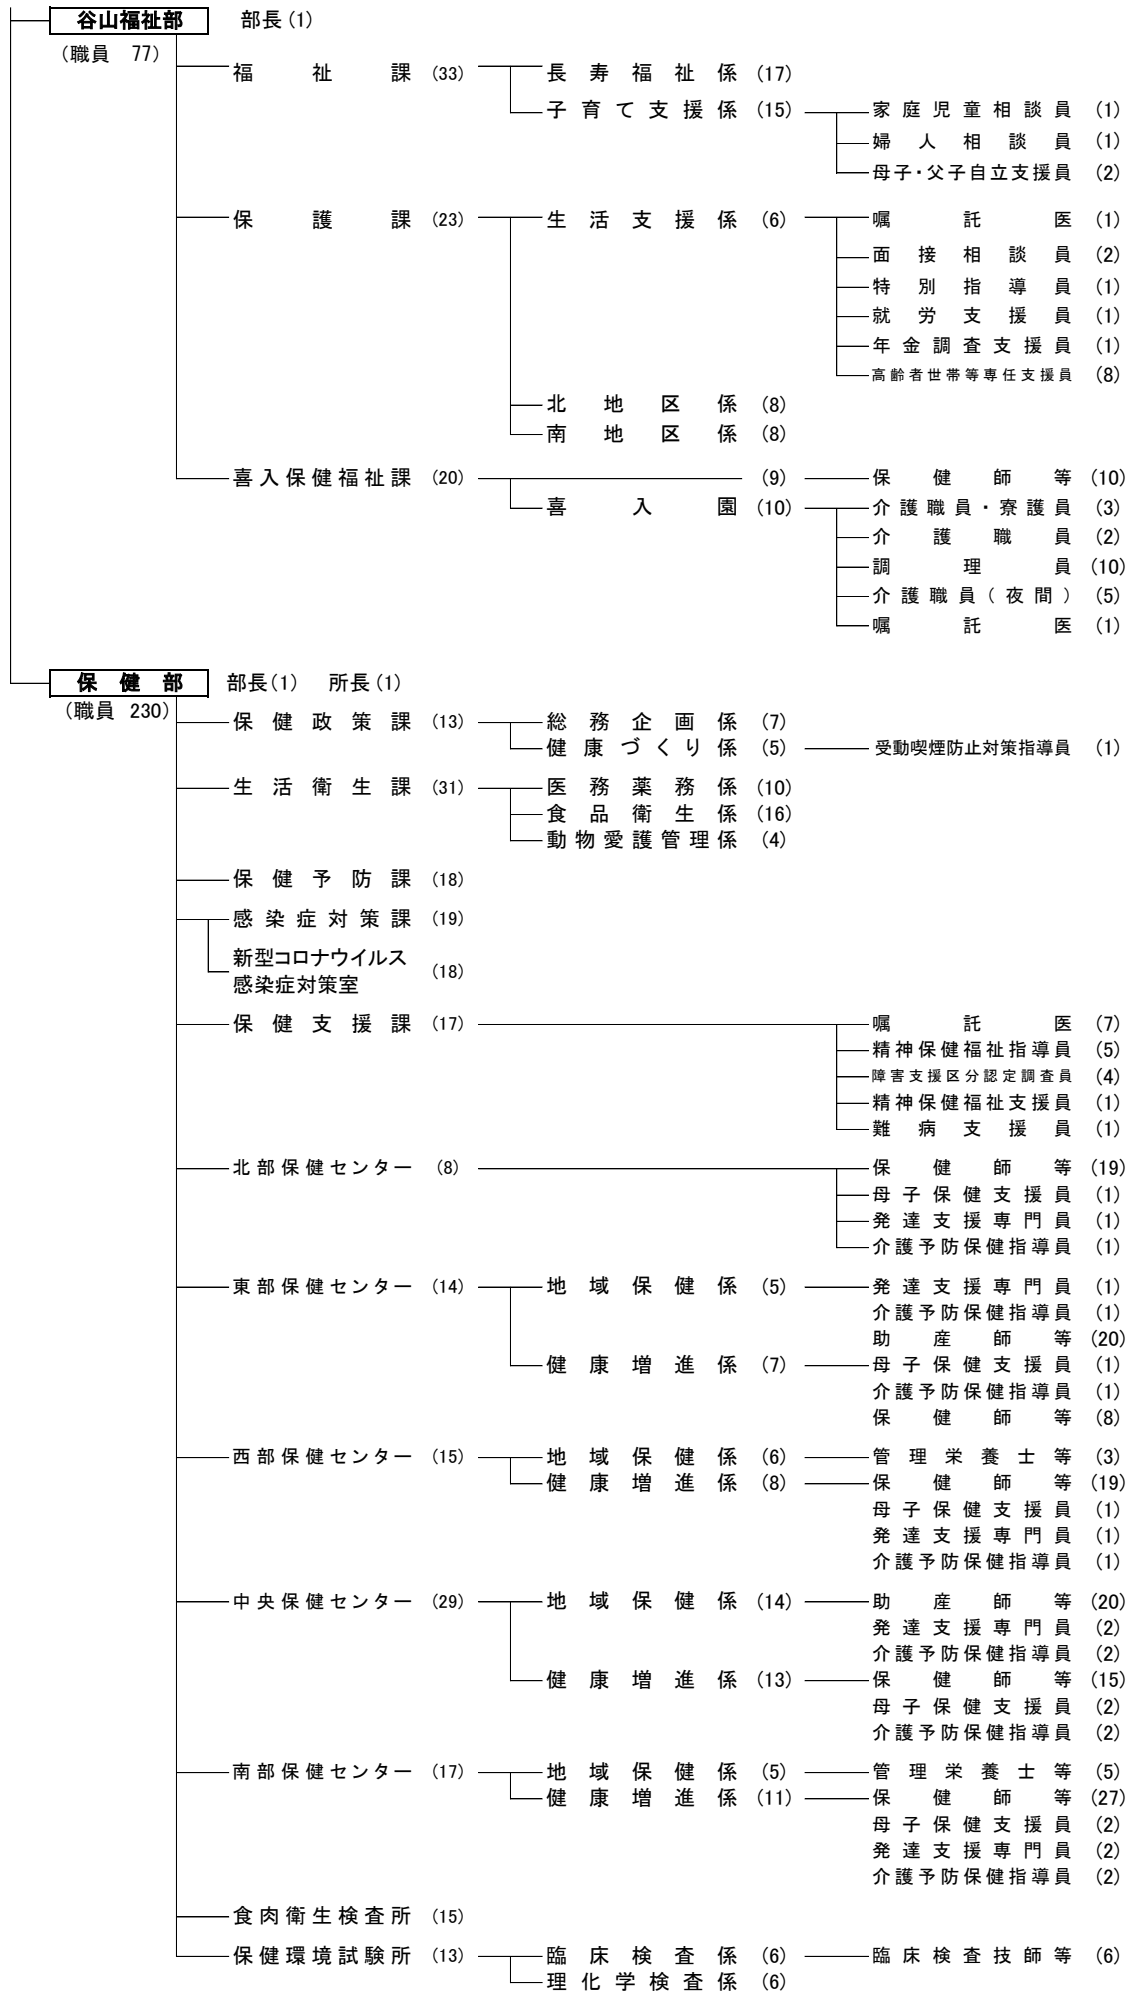 谷山福祉部 部長(1)
(職員 77)
福祉課 (33) 長寿福祉係 (17)
子育て支援係 (15) 家庭児童相談員 (1)
婦人相談員 (1)
母子・父子自立支援員 (2)
保護課 (23) 生活支援係 (6) 嘱託医 (1)
面接相談員 (2)
特別指導員 (1)
就労支援員 (1)
年金調査支援員 (1)
高齢者世帯等専任支援員 (8)
北地区係 (8)
南地区係 (8)
喜入保健福祉課 (20) (9) 保健師等 (10)
喜入園 (10) 介護職員・寮護員 (3)
介護職員 (2)
調理員 (10)
介護職員(夜間) (5)
嘱託医 (1)
保健部 部長(1) 所長(1)
(職員 230)
保健政策課 (13) 総務企画係 (7)
健康づくり係 (5) 受動喫煙防止対策指導員 (1)
生活衛生課 (31) 医務薬務係 (10)
食品衛生係 (16)
動物愛護管理係 (4)
保健予防課 (18)
感染症対策課 (19)
新型コロナウイルス
感染症対策室 (18)
保健支援課 (17) 嘱託医 (7)
精神保健福祉指導員 (5)
障害支援区分認定調査員 (4)
精神保健福祉支援員 (1)
難病支援員 (1)
北部保健センター (8) 保健師等 (19)
母子保健支援員 (1)
発達支援専門員 (1)
介護予防保健指導員 (1)
東部保健センター (14) 地域保健係 (5) 発達支援専門員 (1)
介護予防保健指導員 (1)
助産師等 (20)
健康増進係 (7) 母子保健支援員 (1)
介護予防保健指導員 (1)
保健師等 (8)
西部保健センター (15) 地域保健係 (6) 管理栄養士等 (3)
健康増進係 (8) 保健師等 (19)
母子保健支援員 (1)
発達支援専門員 (1)
介護予防保健指導員 (1)
中央保健センター (29) 地域保健係 (14) 助産師等 (20)
発達支援専門員 (2)
介護予防保健指導員 (2)
健康増進係 (13) 保健師等 (15)
母子保健支援員 (2)
介護予防保健指導員 (2)
南部保健センター (17) 地域保健係 (5) 管理栄養士等 (5)
健康増進係 (11) 保健師等 (27)
母子保健支援員 (2)
発達支援専門員 (2)
介護予防保健指導員 (2)
食肉衛生検査所 (15)
保健環境試験所 (13) 臨床検査係 (6) 臨床検査技師等 (6)
理化学検査係 (6)